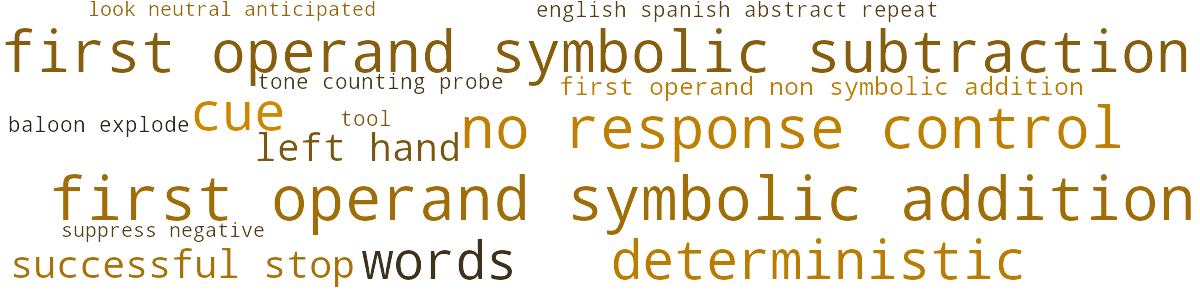 look neutral anticipated
english spanish abstract repeat
first operand symbolic subtraction
tone counting probe
first operand non symbolic addition
baloon explode
cue
tool
no response control
left hand
first operand symbolic addition
suppress negative
successful stop
words
deterministic